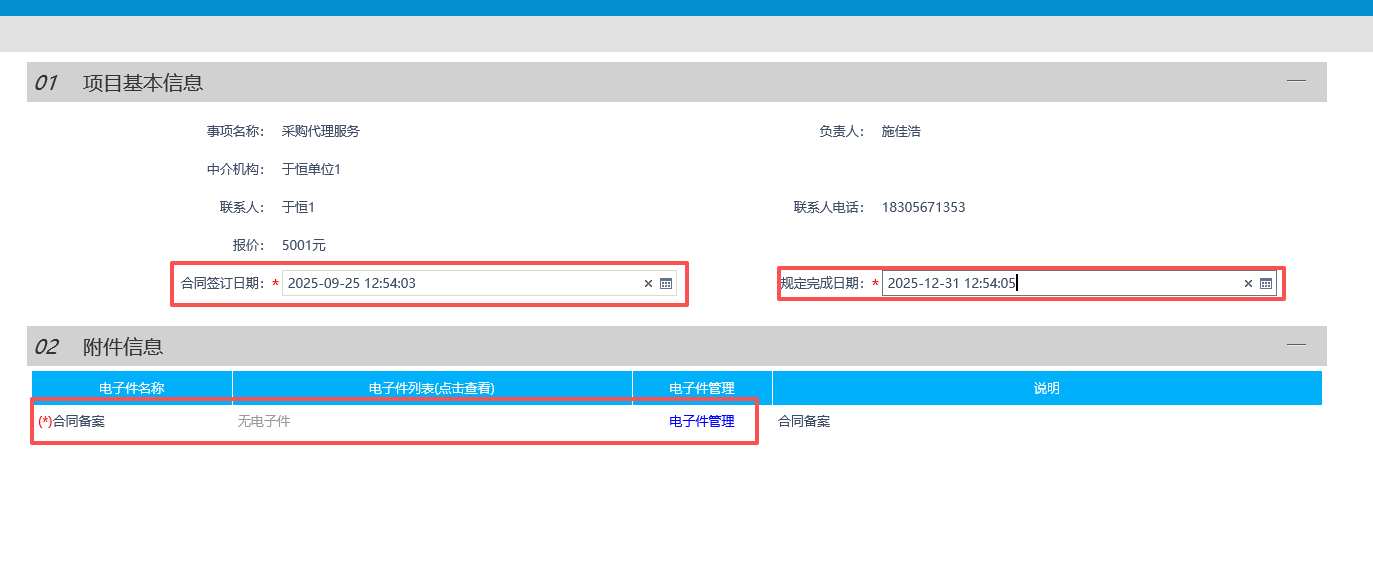 01 项目基本信息
事项名称： 采购代理服务 负责人： 施佳浩
中介机构： 于恒单位1
联系人： 于恒1 联系人电话： 18305671353
报价： 5001元
合同签订日期： * 2025-09-25 12:54:03 规定完成日期： * 2025-12-31 12:54:05
02 附件信息
电子件名称 电子件列表(点击查看) 电子件管理 说明
(*)合同备案 无电子件 电子件管理 合同备案